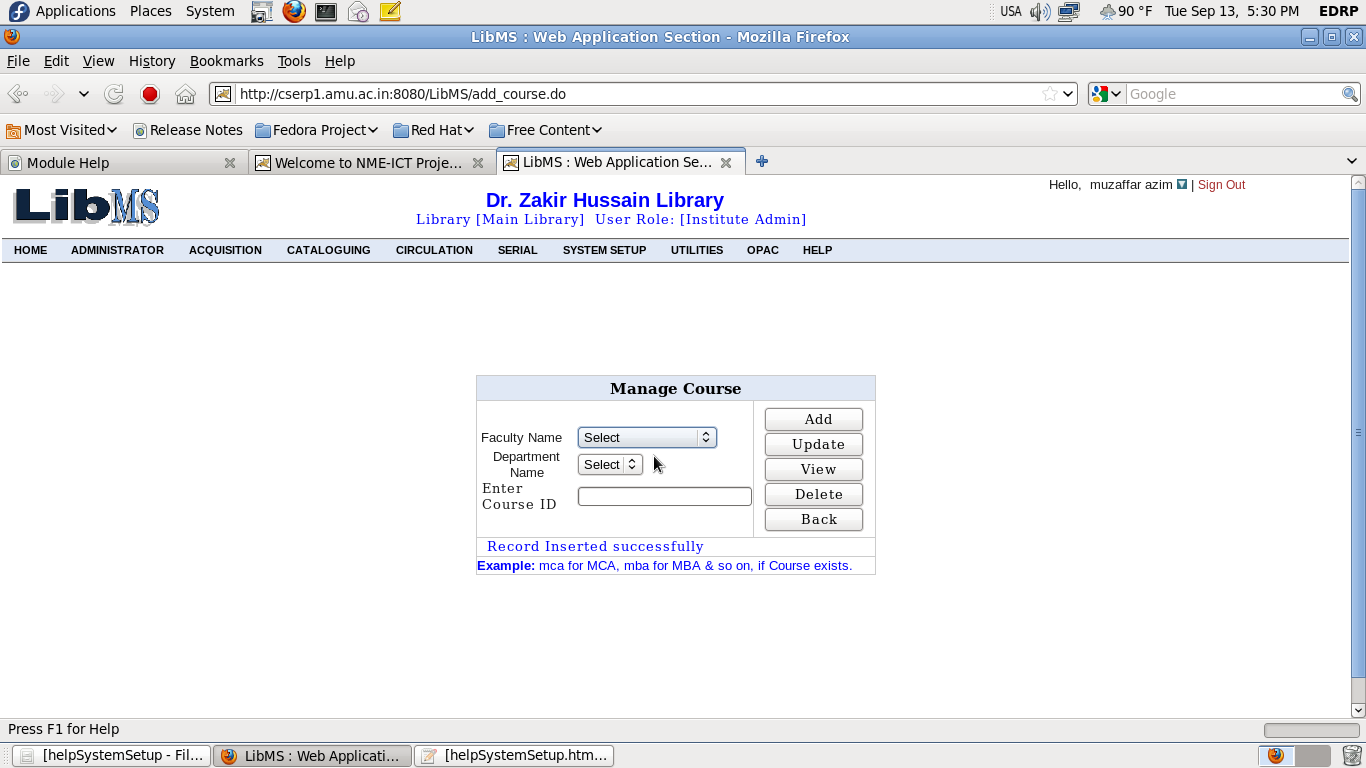 Applications Places System USA 90 °F Tue Sep 13, 5:30 PM EDRP
LibMS : Web Application Section - Mozilla Firefox
File Edit View History Bookmarks Tools Help
http://cserp1.amu.ac.in:8080/LibMS/add_course.do Google
Most Visited Release Notes Fedora Project Red Hat Free Content
Module Help Welcome to NME-ICT Proje... LibMS : Web Application Se...
Hello, muzaffar azim | Sign Out
LibMS
Dr. Zakir Hussain Library
Library [Main Library] User Role: [Institute Admin]
HOME ADMINISTRATOR ACQUISITION CATALOGUING CIRCULATION SERIAL SYSTEM SETUP UTILITIES OPAC HELP
Manage Course
Faculty Name Select
Department Name Select
Enter Course ID
Add
Update
View
Delete
Back
Record Inserted successfully
Example: mca for MCA, mba for MBA & so on, if Course exists.
Press F1 for Help
[helpSystemSetup - Fil... LibMS : Web Applicati... [helpSystemSetup.htm...